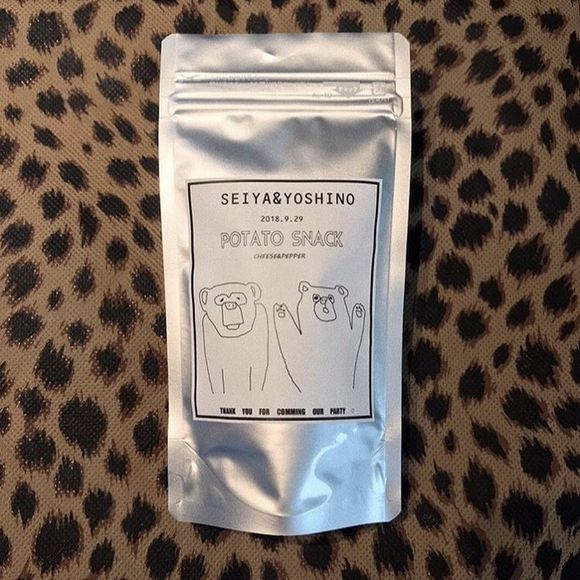 SEIYA&YOSHINO
2018.9.29
POTATO SNACK
CHEESE&PEPPER
THANK YOU FOR COMMING OUR PARTY